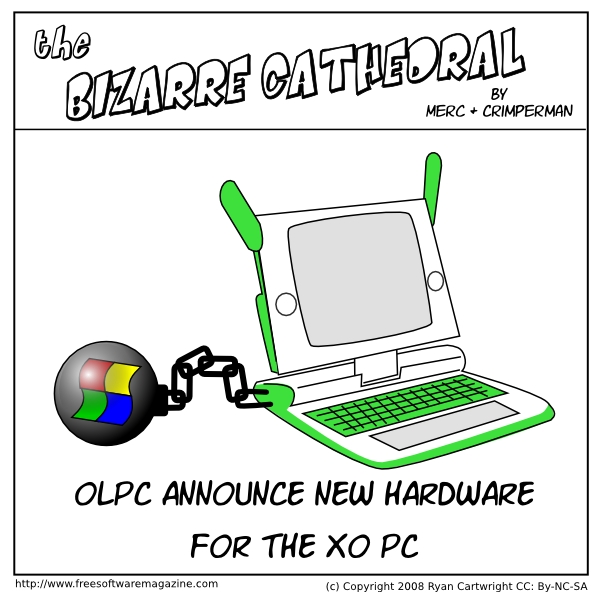 the
BIZARRE CATHEDRAL
BY
MERC + CRIMPERMAN
OLPC ANNOUNCE NEW HARDWARE
FOR THE XO PC
http://www.freesoftwaremagazine.com
(c) Copyright 2008 Ryan Cartwright CC: By-NC-SA